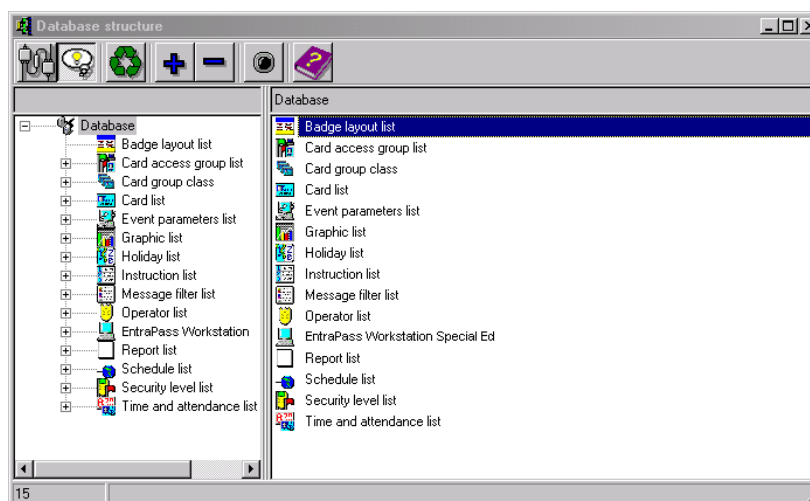 Database structure
Database
Database
Badge layout list
Card access group list
Card group class
Card list
Event parameters list
Graphic list
Holiday list
Instruction list
Message filter list
Operator list
EntraPass Workstation
Report list
Schedule list
Security level list
Time and attendance list
Badge layout list
Card access group list
Card group class
Card list
Event parameters list
Graphic list
Holiday list
Instruction list
Message filter list
Operator list
EntraPass Workstation Special Ed
Report list
Schedule list
Security level list
Time and attendance list
15